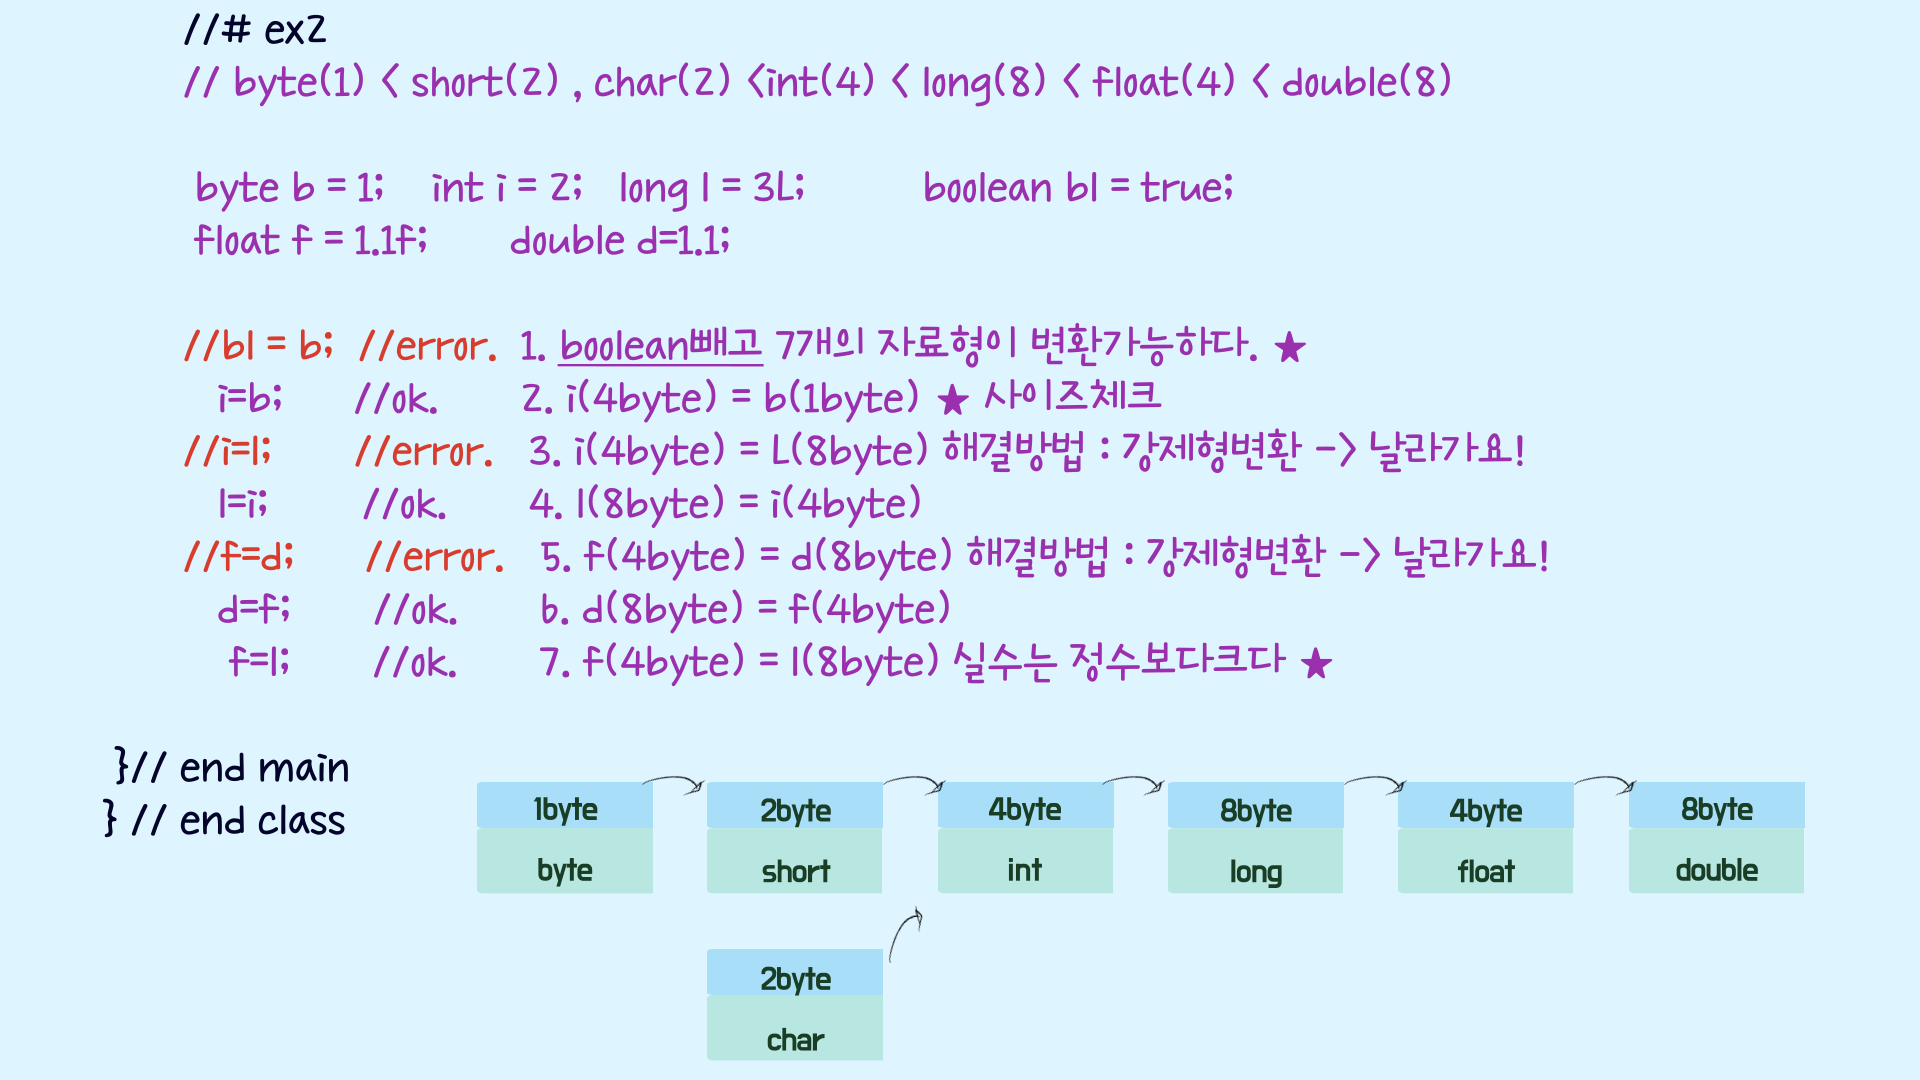 //# ex2
// byte(1) < short(2) , char(2) <int(4) < long(8) < float(4) < double(8)
byte b = 1; int i = 2; long l = 3L; boolean bl = true;
float f = 1.1f; double d=1.1;
//bl = b; //error. 1. boolean빼고 7개의 자료형이 변환가능하다. ★
i=b; //ok. 2. i(4byte) = b(1byte) ★ 사이즈체크
//i=l; //error. 3. i(4byte) = L(8byte) 해결방법 : 강제형변환 -> 날라가요!
l=i; //ok. 4. l(8byte) = i(4byte)
//f=d; //error. 5. f(4byte) = d(8byte) 해결방법 : 강제형변환 -> 날라가요!
d=f; //ok. 6. d(8byte) = f(4byte)
f=l; //ok. 7. f(4byte) = l(8byte) 실수는 정수보다크다 ★
}// end main
} // end class
1byte 2byte 4byte 8byte 4byte 8byte
byte short int long float double
2byte
char